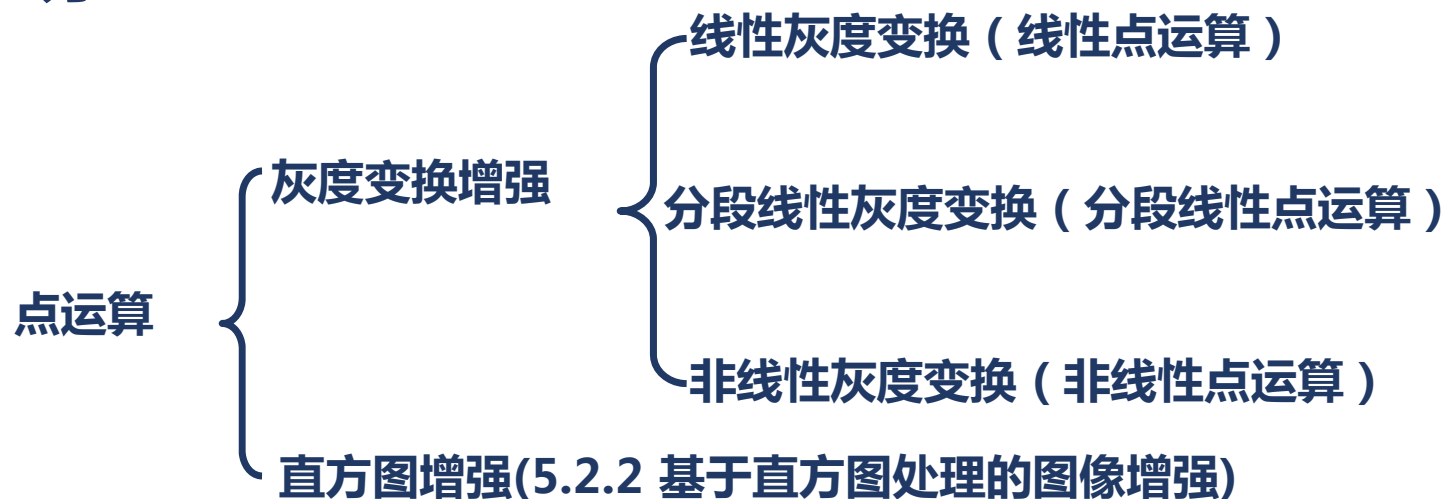 线性灰度变换（线性点运算）
灰度变换增强
分段线性灰度变换（分段线性点运算）
点运算
非线性灰度变换（非线性点运算）
直方图增强(5.2.2 基于直方图处理的图像增强)